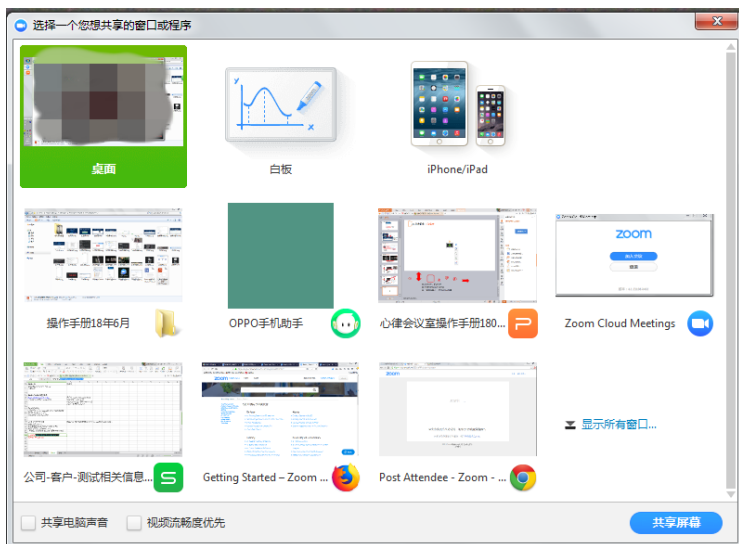 选择一个您想共享的窗口或程序
桌面
白板
iPhone/iPad
操作手册18年6月
OPPO手机助手
心律会议室操作手册180...
zoom
Zoom Cloud Meetings
公司-客户-测试相关信息...
zoom
Getting Started – Zoom ...
zoom
Post Attendee - Zoom - ...
显示所有窗口...
共享电脑声音
视频流畅度优先
共享屏幕